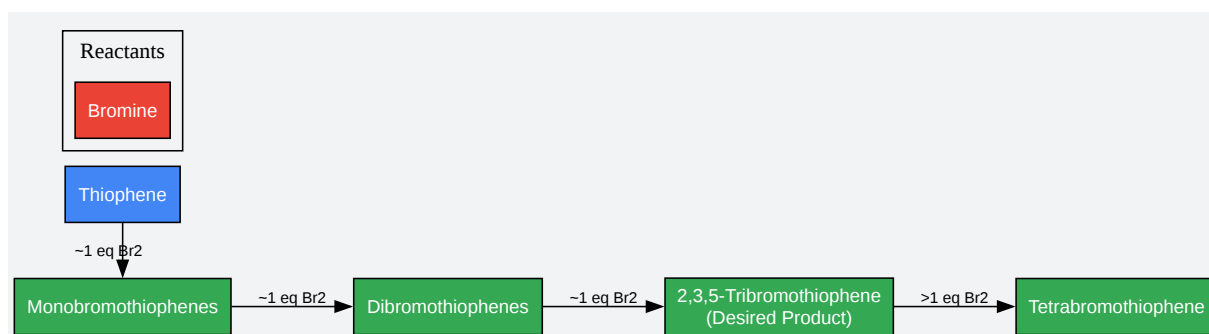 Reactants
Bromine
Thiophene
~1 eq Br2
Monobromothiophenes
~1 eq Br2
Dibromothiophenes
~1 eq Br2
2,3,5-Tribromothiophene
(Desired Product)
>1 eq Br2
Tetrabromothiophene